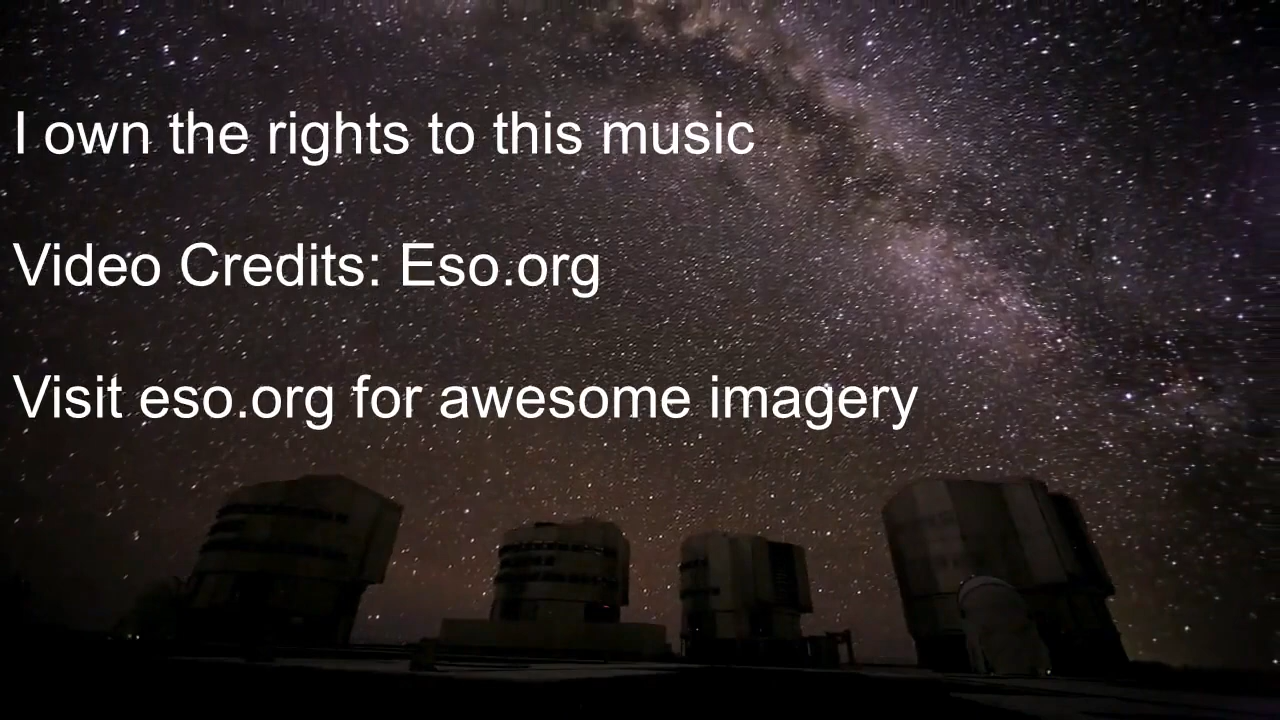 I own the rights to this music
Video Credits: Eso.org
Visit eso.org for awesome imagery